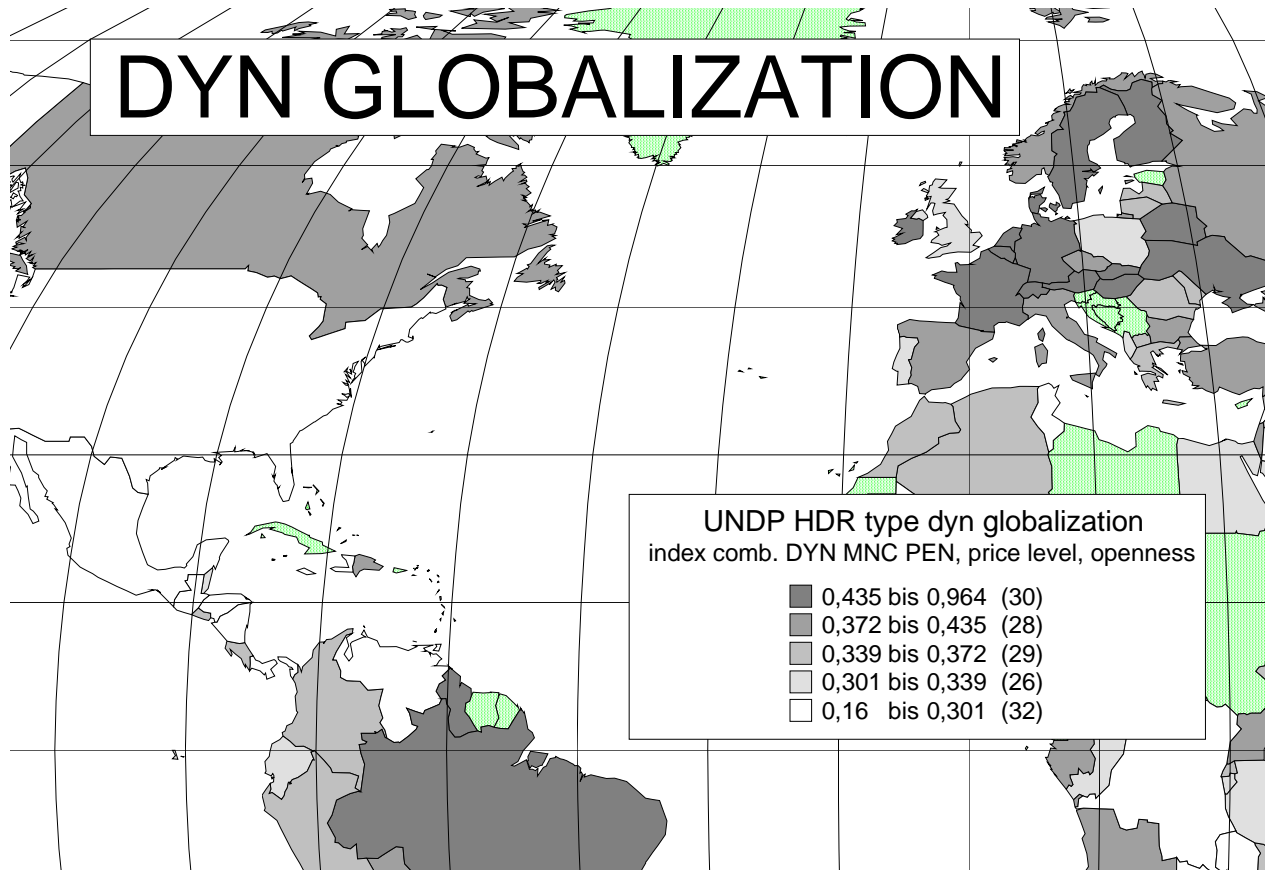 DYN GLOBALIZATION
UNDP HDR type dyn globalization
index comb. DYN MNC PEN, price level, openness
0,435 bis 0,964 (30)
0,372 bis 0,435 (28)
0,339 bis 0,372 (29)
0,301 bis 0,339 (26)
0,16 bis 0,301 (32)